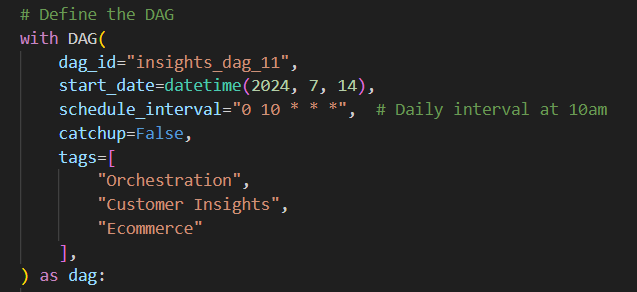 # Define the DAG
with DAG(
    dag_id="insights_dag_11",
    start_date=datetime(2024, 7, 14),
    schedule_interval="0 10 * * *",  # Daily interval at 10am
    catchup=False,
    tags=[
        "Orchestration",
        "Customer Insights",
        "Ecommerce"
    ],
) as dag: